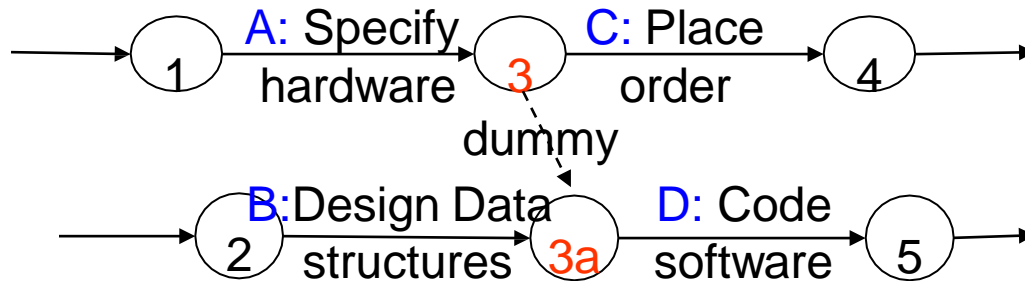 A: Specify
C: Place
1
hardware
3
order
4
dummy
B:Design Data
D: Code
2
structures
3a
software
5